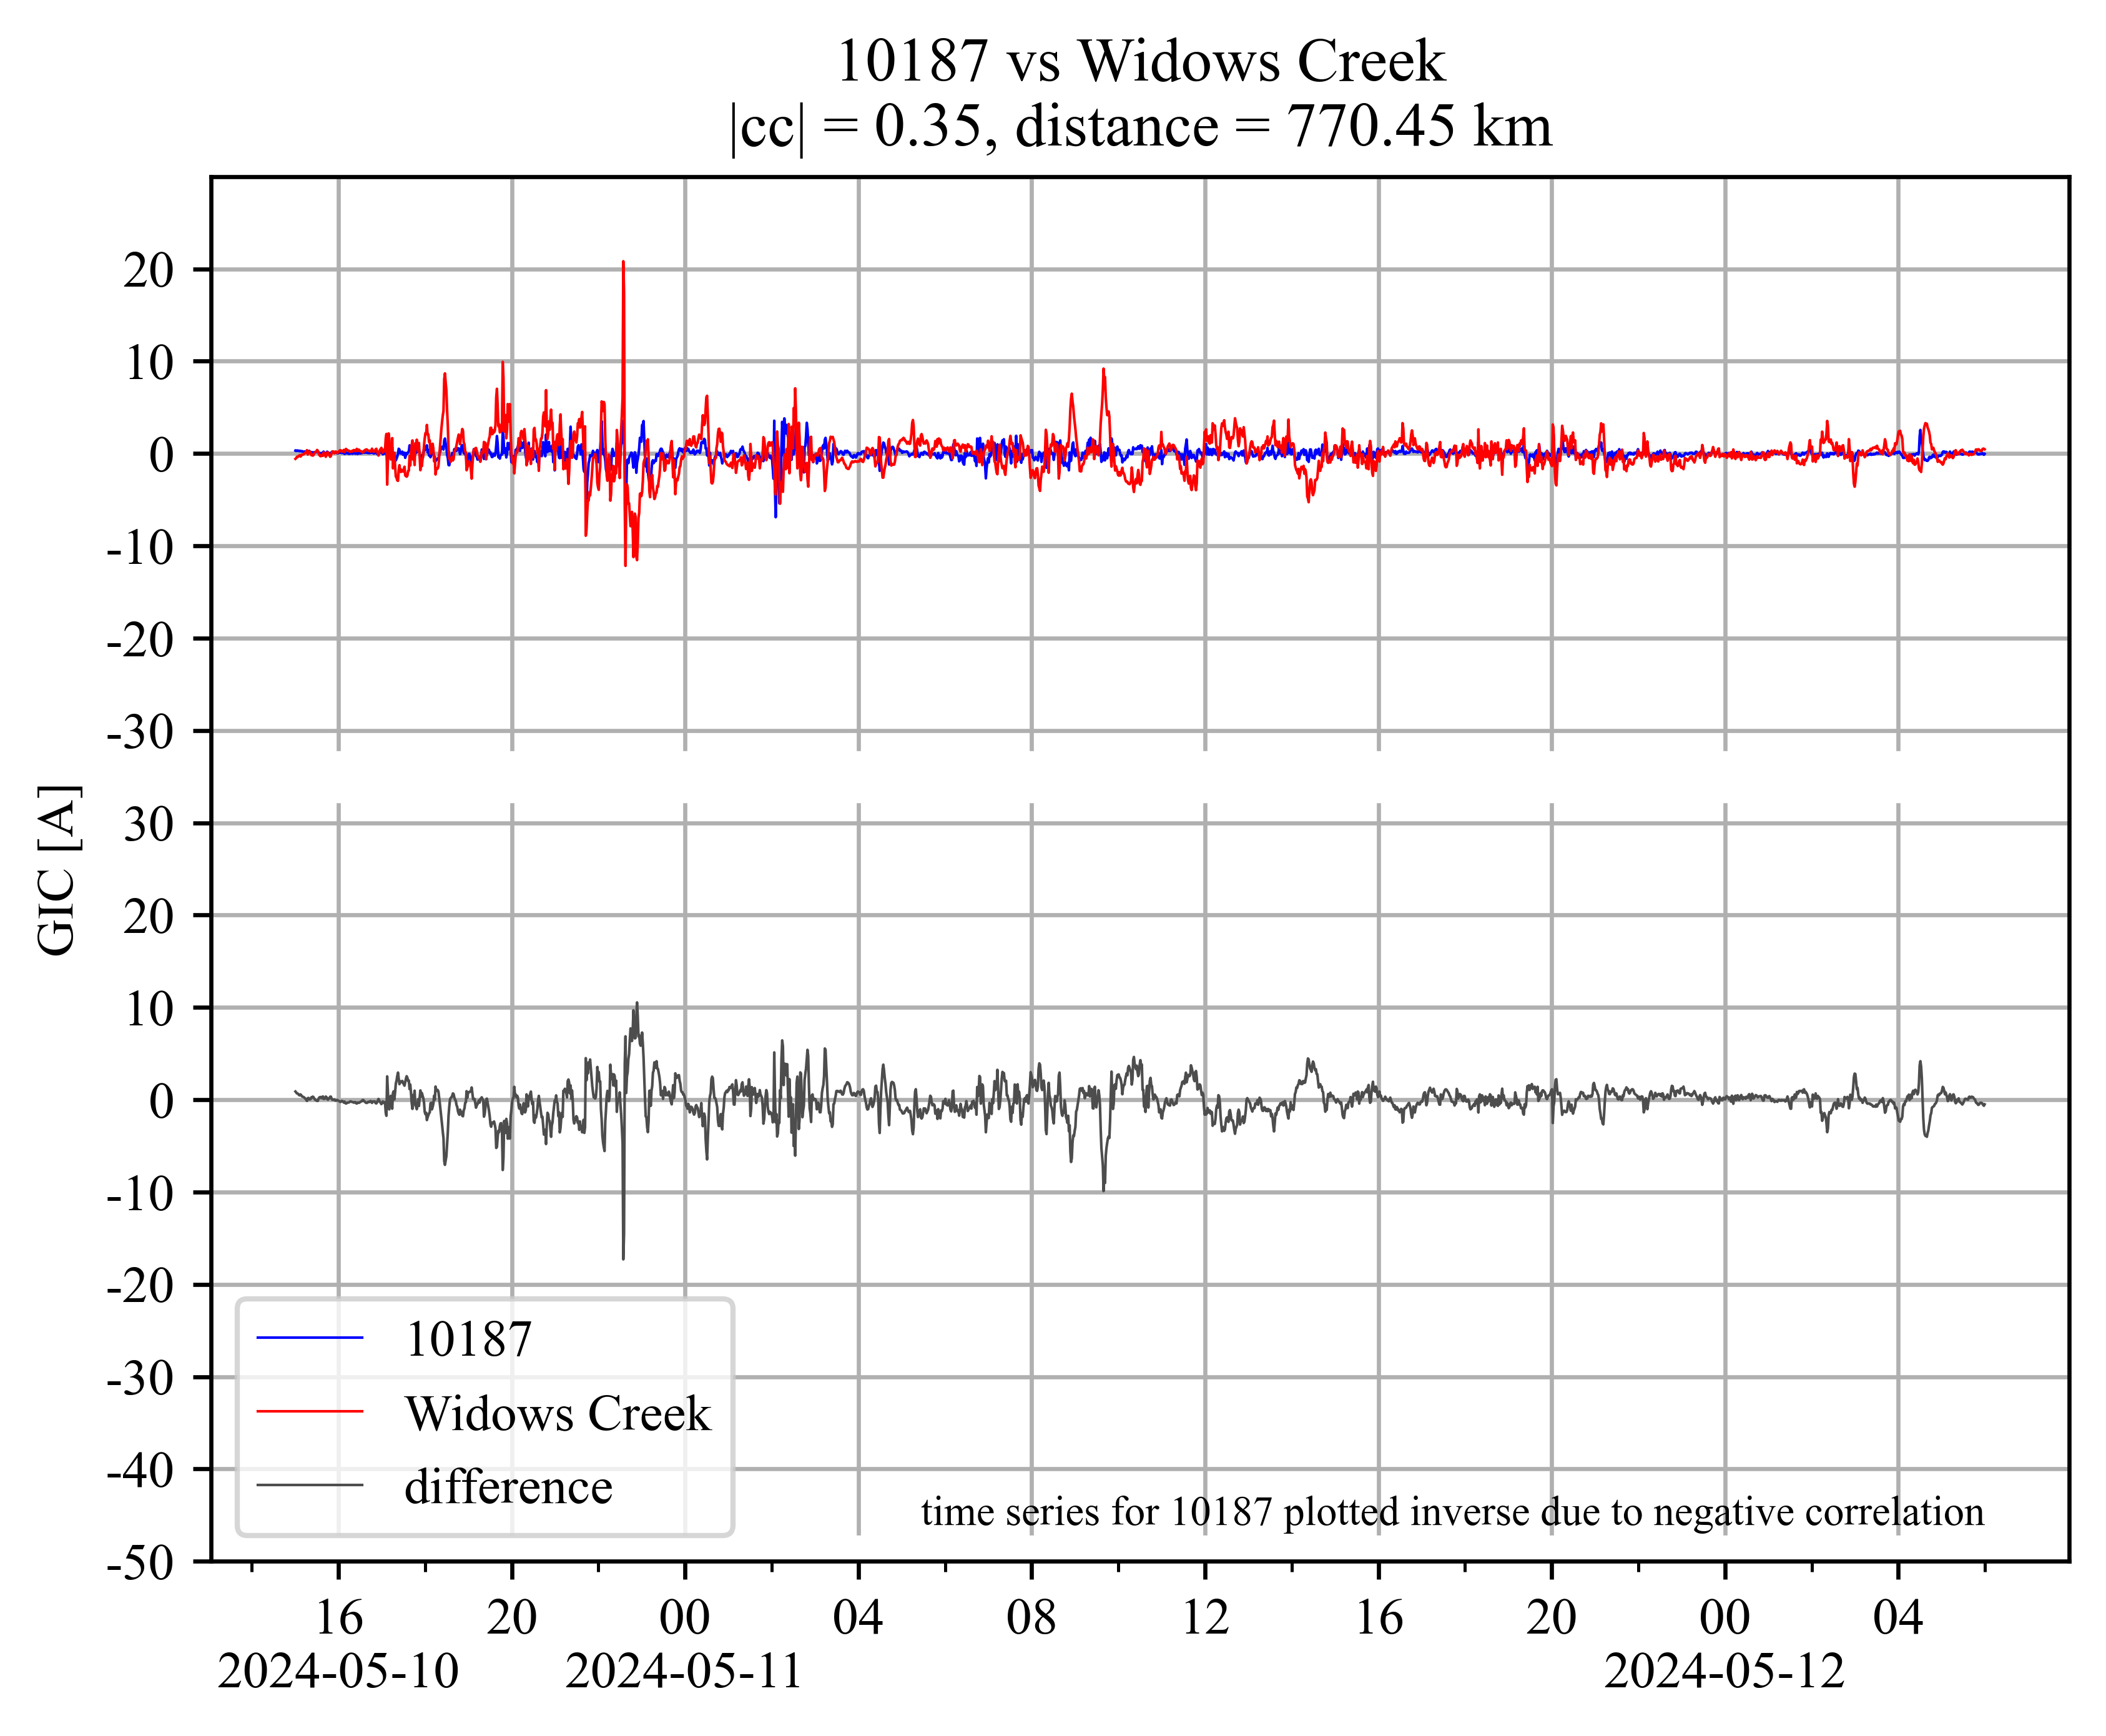 10187 vs Widows Creek
|cc| = 0.35, distance = 770.45 km
GIC [A]
20
10
0
-10
-20
-30
30
20
10
0
-10
-20
-30
-40
-50
10187
Widows Creek
difference
time series for 10187 plotted inverse due to negative correlation
16 20 00 04 08 12 16 20 00 04
2024-05-10 2024-05-11 2024-05-12